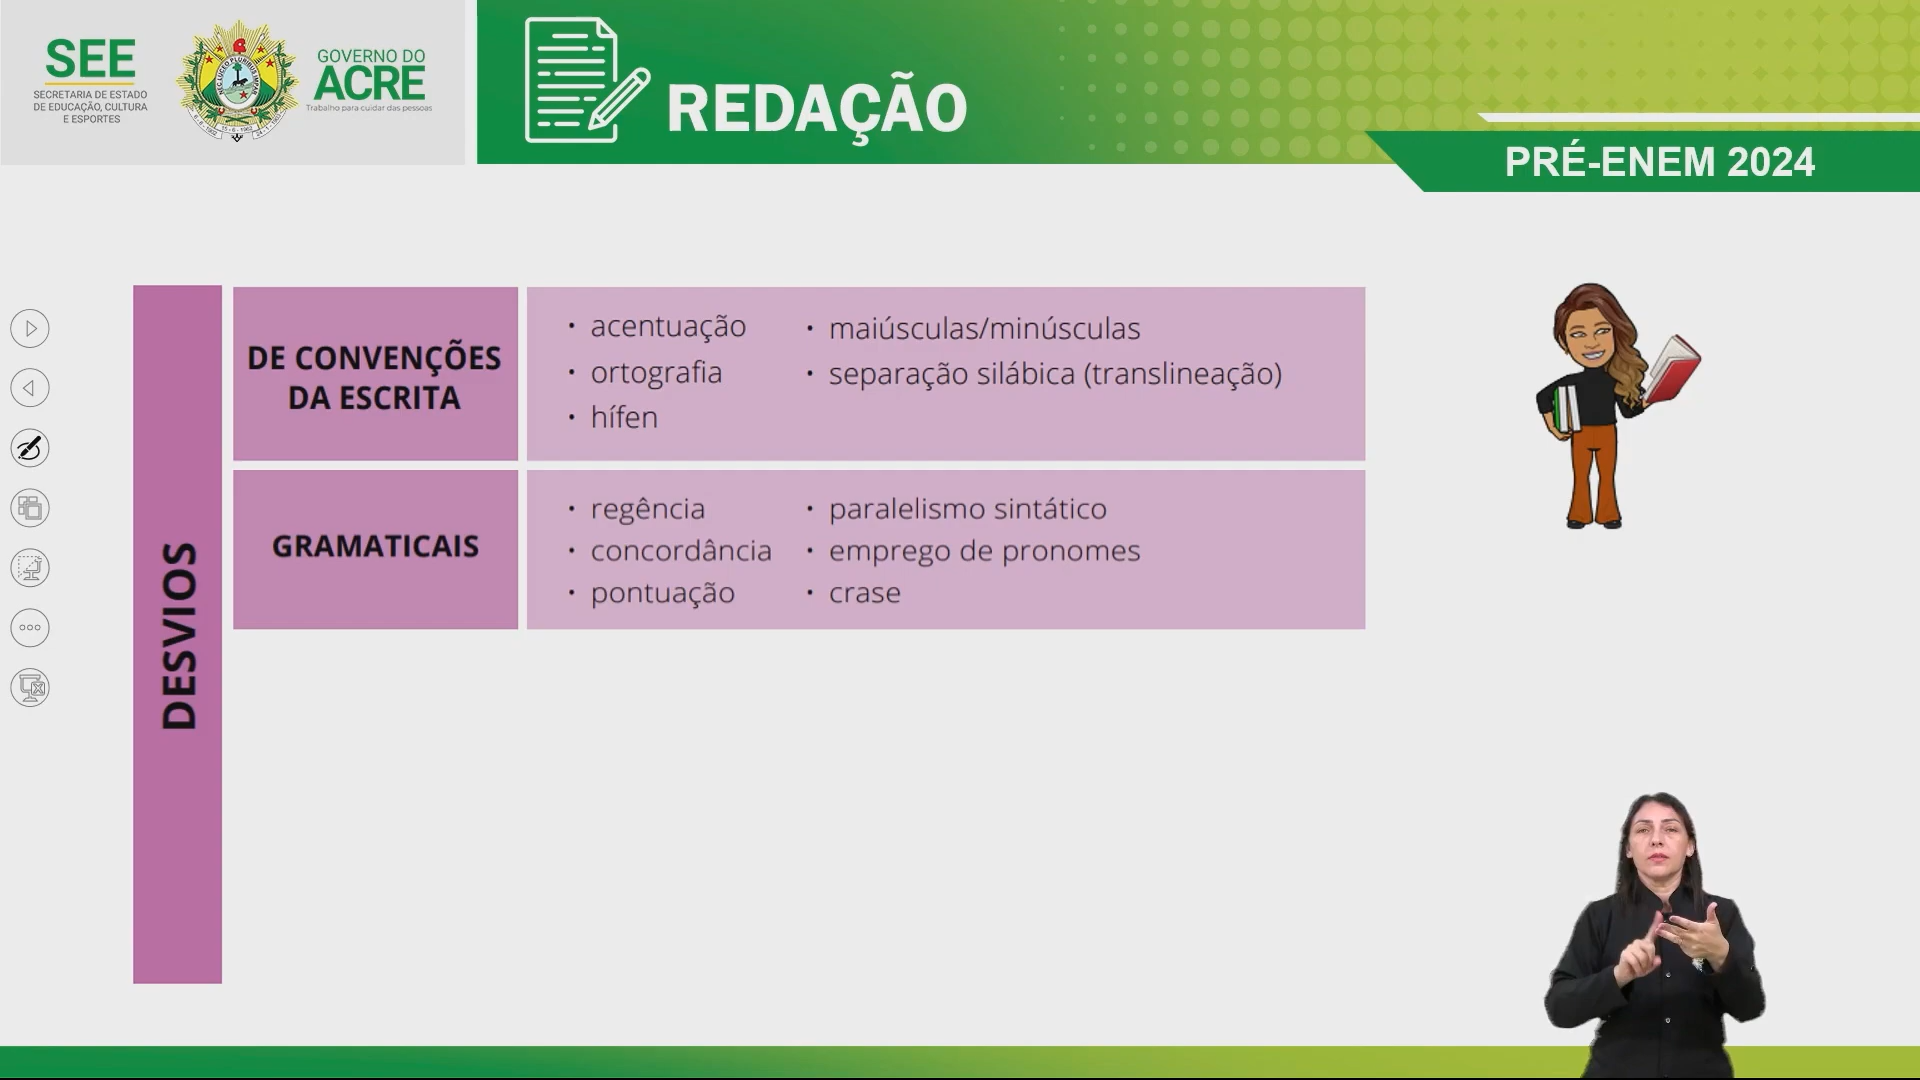 SEE
SECRETARIA DE ESTADO
DE EDUCAÇÃO, CULTURA
E ESPORTES
GOVERNO DO
ACRE
Trabalho para cuidar das pessoas
REDAÇÃO
PRÉ-ENEM 2024
DESVIOS
DE CONVENÇÕES
DA ESCRITA
• acentuação
• ortografia
• hífen
• maiúsculas/minúsculas
• separação silábica (translineação)
GRAMATICAIS
• regência
• concordância
• pontuação
• paralelismo sintático
• emprego de pronomes
• crase